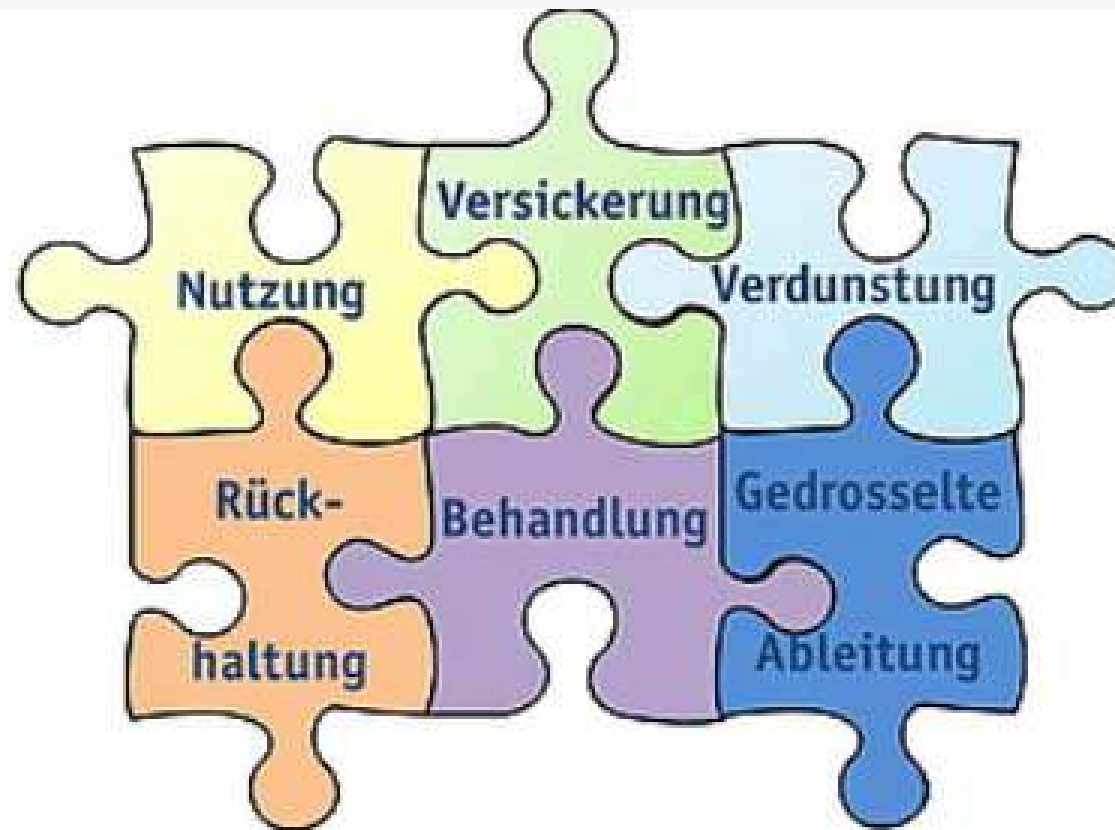 Nutzung
Versickerung
Verdunstung
Rück-
haltung
Behandlung
Gedrosselte
Ableitung